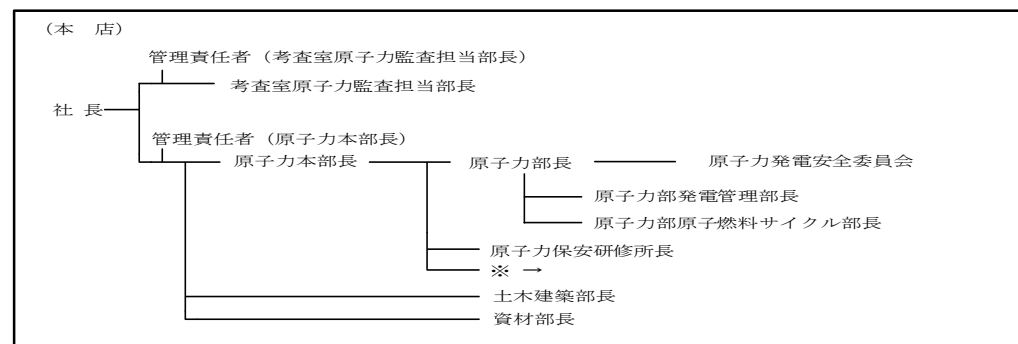 （本　店）
管理責任者（考査室原子力監査担当部長）
考査室原子力監査担当部長
社 長
管理責任者（原子力本部長）
原子力本部長　原子力部長　原子力発電安全委員会
原子力部発電管理部長
原子力部原子燃料サイクル部長
原子力保安研修所長
※ →
土木建築部長
資材部長